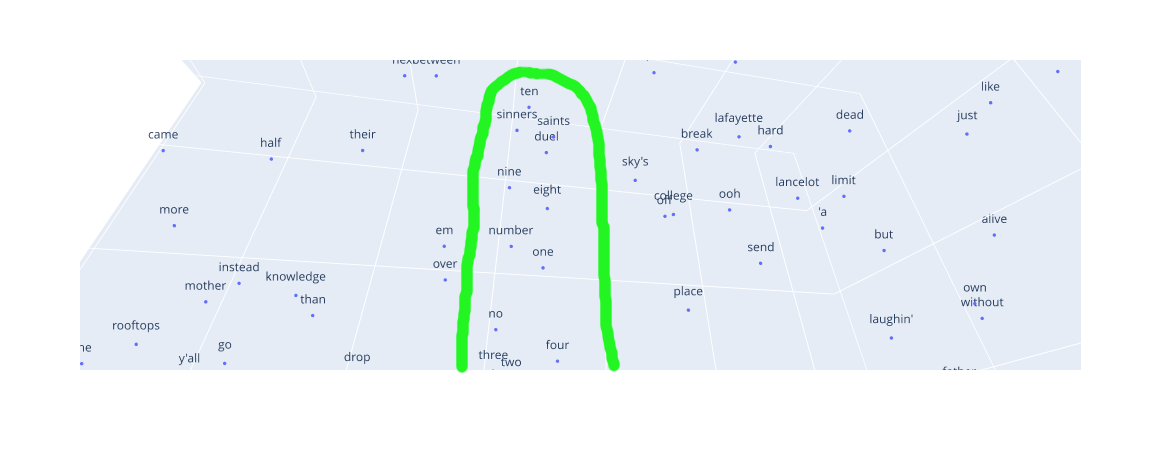 hexbetween
ten
like
sinners
saints
lafayette
dead
just
came
half
their
duel
break
hard
nine
sky's
eight
college
off
ooh
lancelot
limit
more
'a
em
number
alive
over
one
send
but
instead
knowledge
mother
than
place
own
without
rooftops
no
laughin'
y'all
go
drop
three
two
four